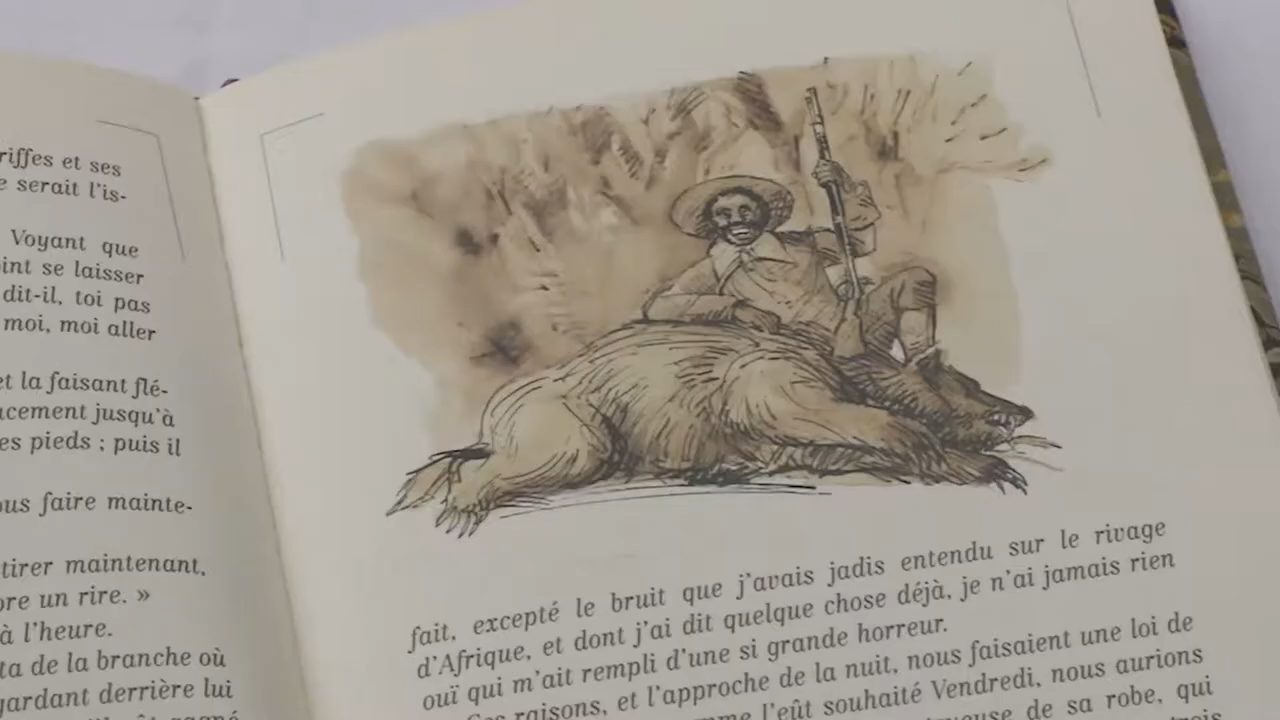 riffes et ses
e serait l'is-
Voyant que
int se laisser
dit-il, toi pas
moi, moi aller
et la faisant flé-
acement jusqu'à
es pieds ; puis il
ous faire mainte-
tirer maintenant,
ore un rire. »
à l'heure.
ta de la branche où
gardant derrière lui
fait, excepté le bruit que j'avais jadis entendu sur le rivage
d'Afrique, et dont j'ai dit quelque chose déjà, je n'ai jamais rien
ouï qui m'ait rempli d'une si grande horreur.
Ces raisons, et l'approche de la nuit, nous faisaient une loi de
mme l'eût souhaité Vendredi, nous aurions
de sa robe, qui